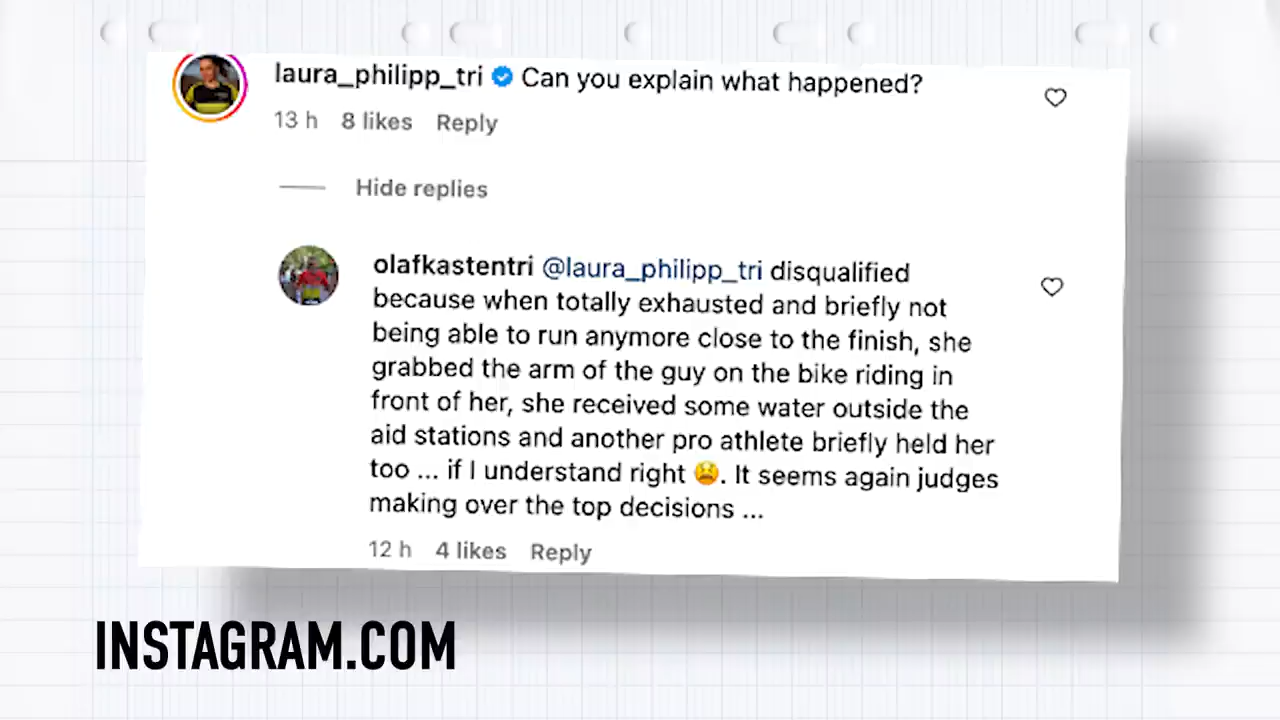 laura_philipp_tri Can you explain what happened?
13 h 8 likes Reply
Hide replies
olafkastentri @laura_philipp_tri disqualified
because when totally exhausted and briefly not
being able to run anymore close to the finish, she
grabbed the arm of the guy on the bike riding in
front of her, she received some water outside the
aid stations and another pro athlete briefly held her
too ... if I understand right 😫. It seems again judges
making over the top decisions ...
12 h 4 likes Reply
INSTAGRAM.COM